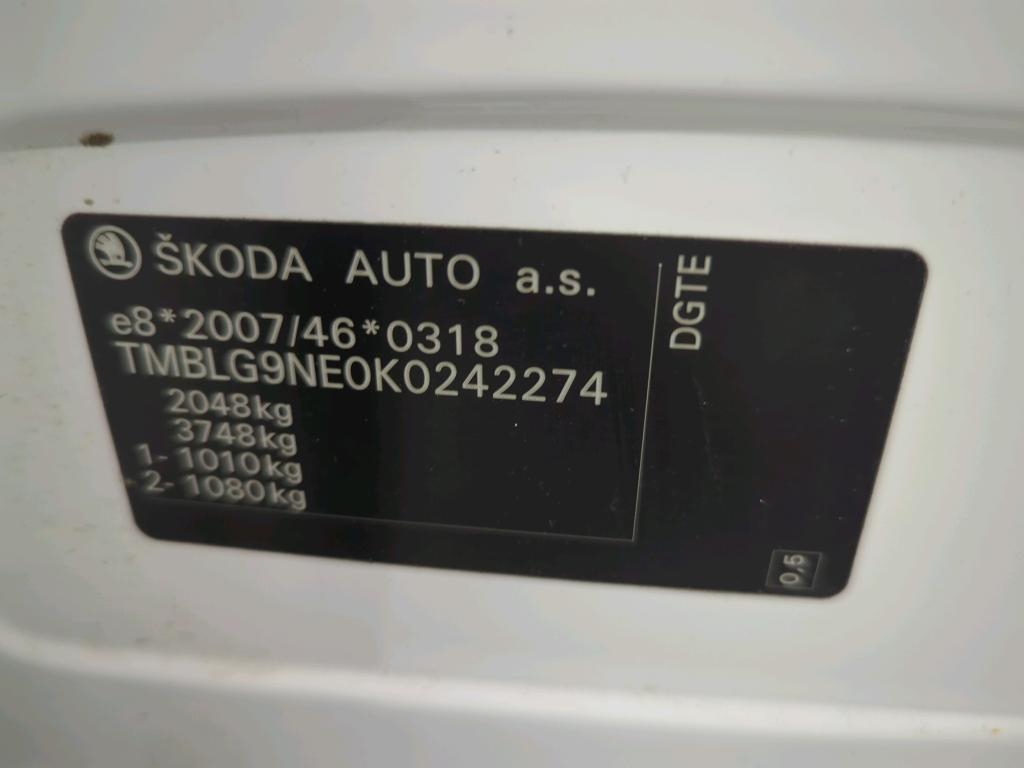 ŠKODA AUTO a.s.
e8*2007/46*0318
TMBLG9NE0K0242274
2048kg
3748kg
1- 1010kg
2- 1080kg
DGTE
0,5